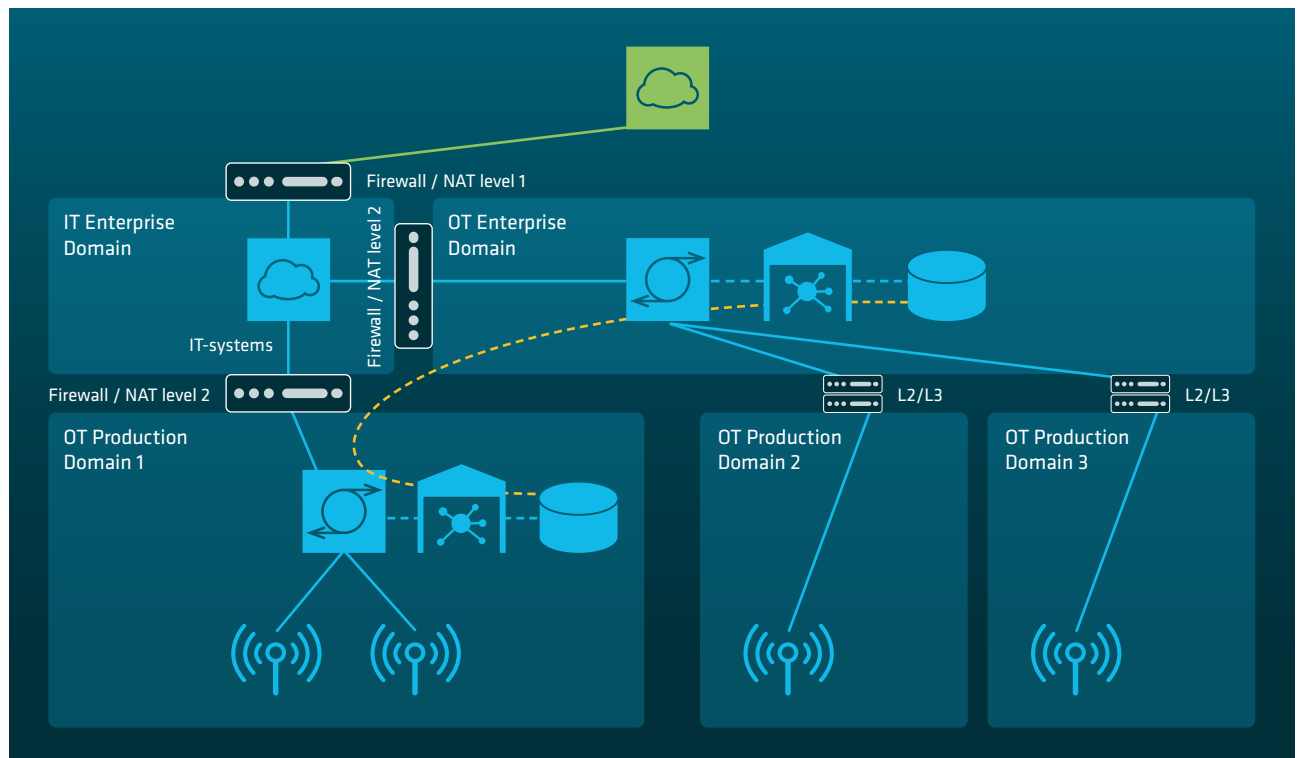 Firewall / NAT level 1
IT Enterprise
Domain
Firewall / NAT level 2
OT Enterprise
Domain
IT-systems
Firewall / NAT level 2
L2/L3
L2/L3
OT Production
Domain 1
OT Production
Domain 2
OT Production
Domain 3